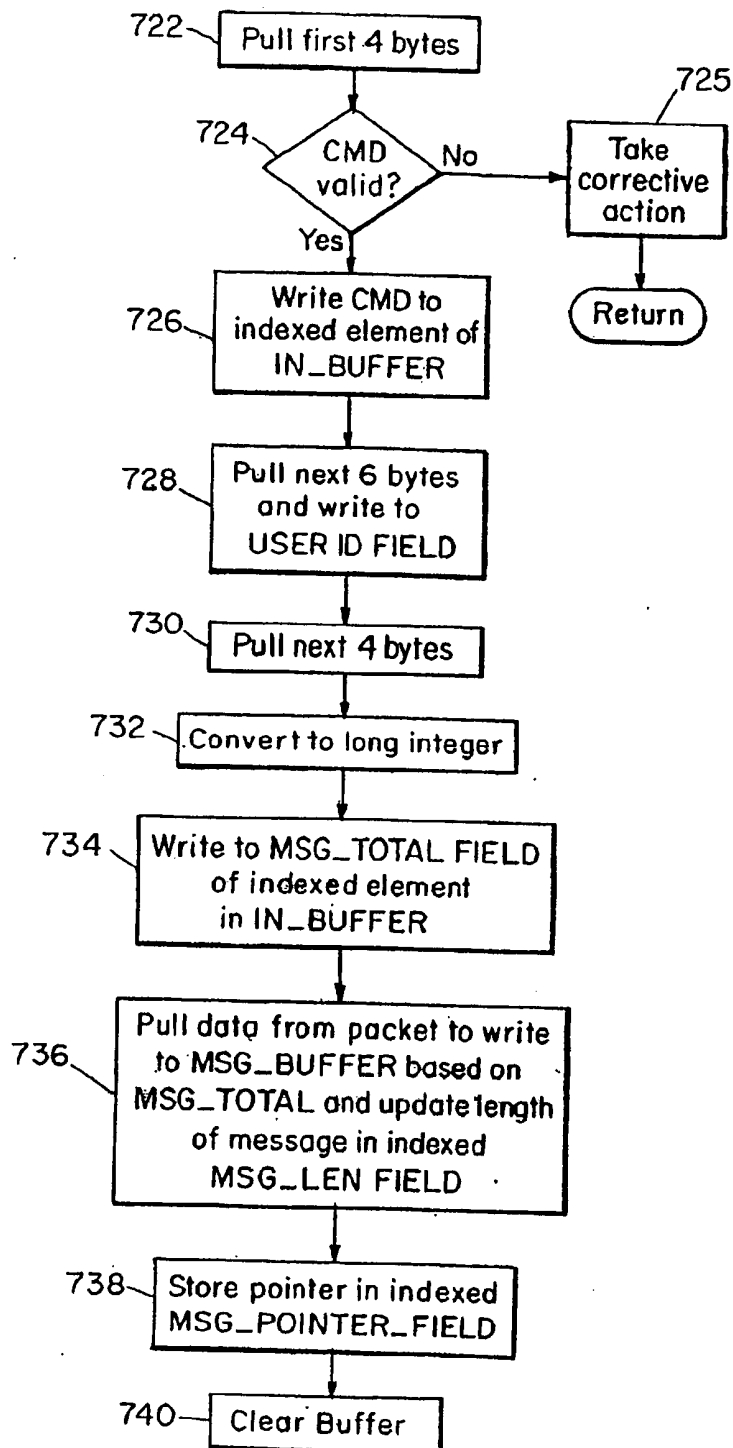 722
Pull first 4 bytes
725
724
CMD
valid?
No
Take
corrective
action
Yes
Return
726
Write CMD to
indexed element of
IN_BUFFER
728
Pull next 6 bytes
and write to
USER ID FIELD
730
Pull next 4 bytes
732
Convert to long integer
734
Write to MSG_TOTAL FIELD
of indexed element
in IN_BUFFER
736
Pull data from packet to write
to MSG_BUFFER based on
MSG_TOTAL and update length
of message in indexed
MSG_LEN FIELD
738
Store pointer in indexed
MSG_POINTER_FIELD
740
Clear Buffer